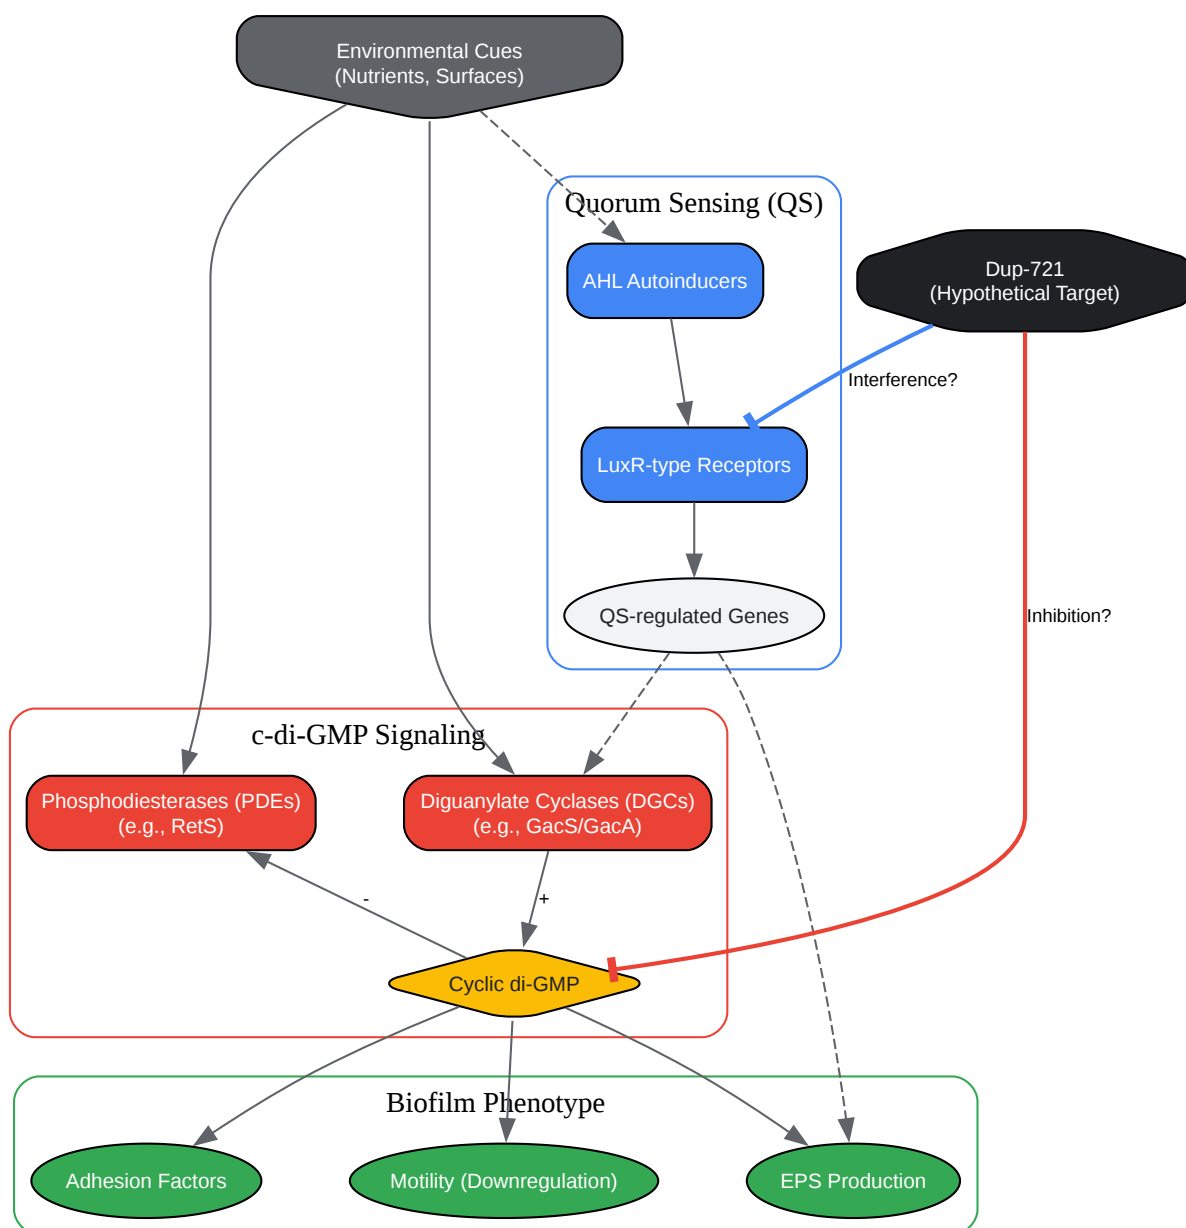 Environmental Cues
(Nutrients, Surfaces)
Quorum Sensing (QS)
AHL Autoinducers
Dup-721
(Hypothetical Target)
Interference?
LuxR-type Receptors
QS-regulated Genes
Inhibition?
c-di-GMP Signaling
Phosphodiesterases (PDEs)
(e.g., RetS)
Diguanylate Cyclases (DGCs)
(e.g., GacS/GacA)
-
+
Cyclic di-GMP
Biofilm Phenotype
Adhesion Factors
Motility (Downregulation)
EPS Production